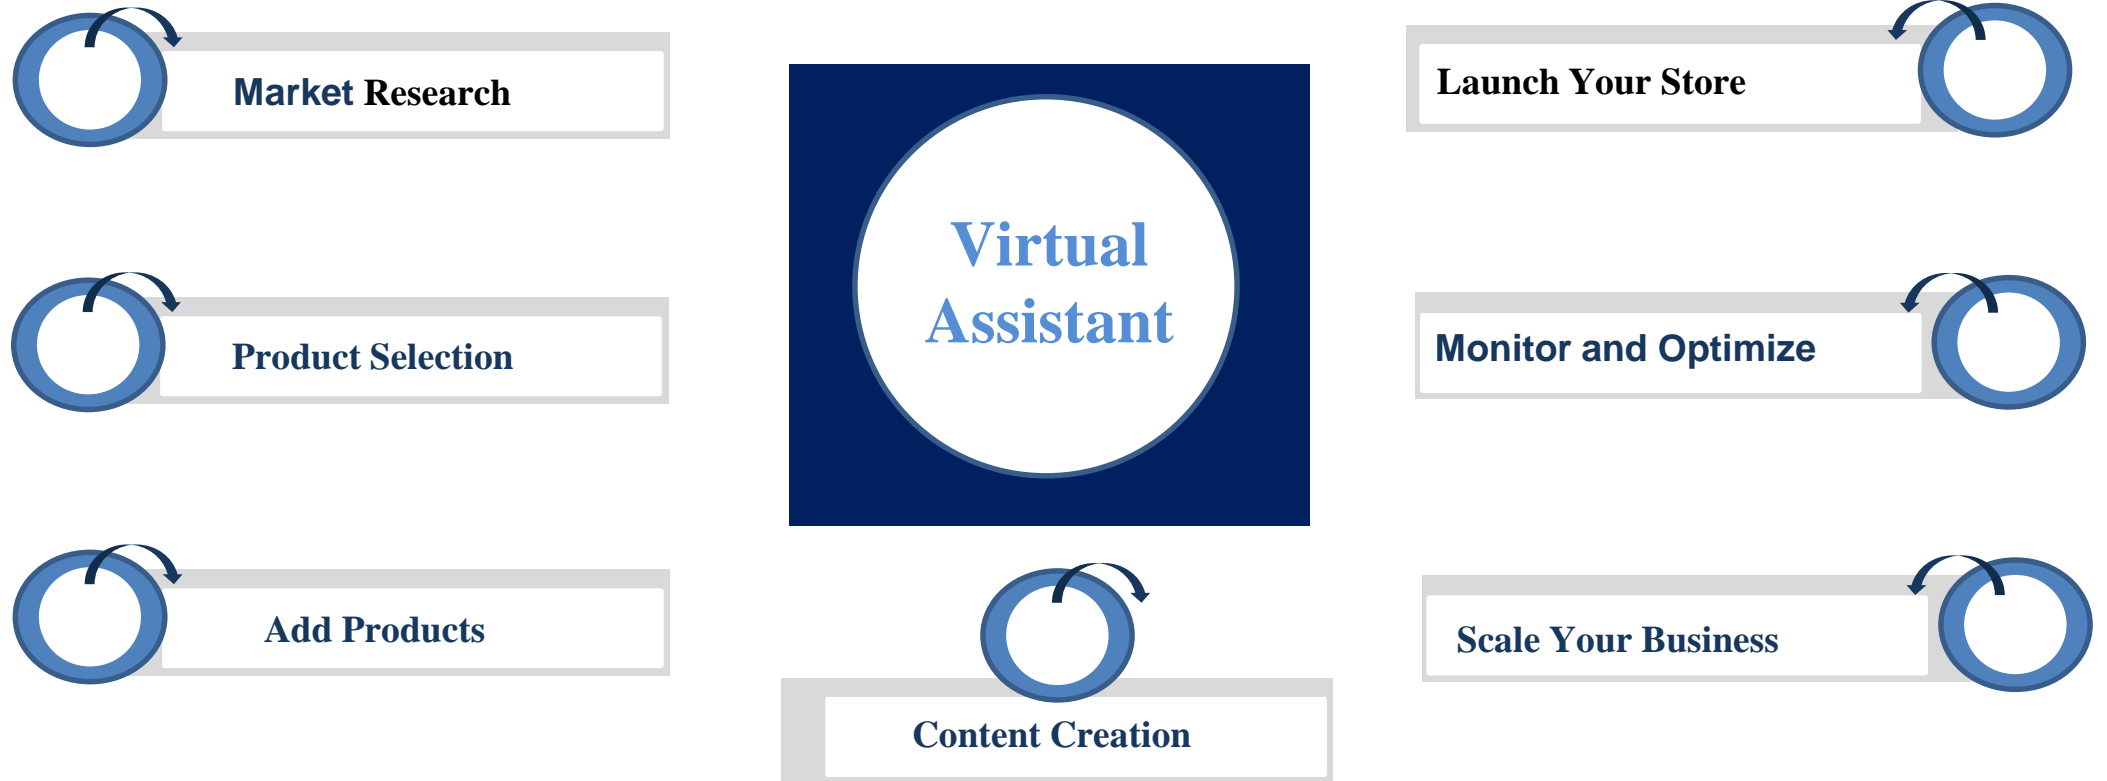 Market Research
Product Selection
Add Products
Virtual
Assistant
Content Creation
Launch Your Store
Monitor and Optimize
Scale Your Business